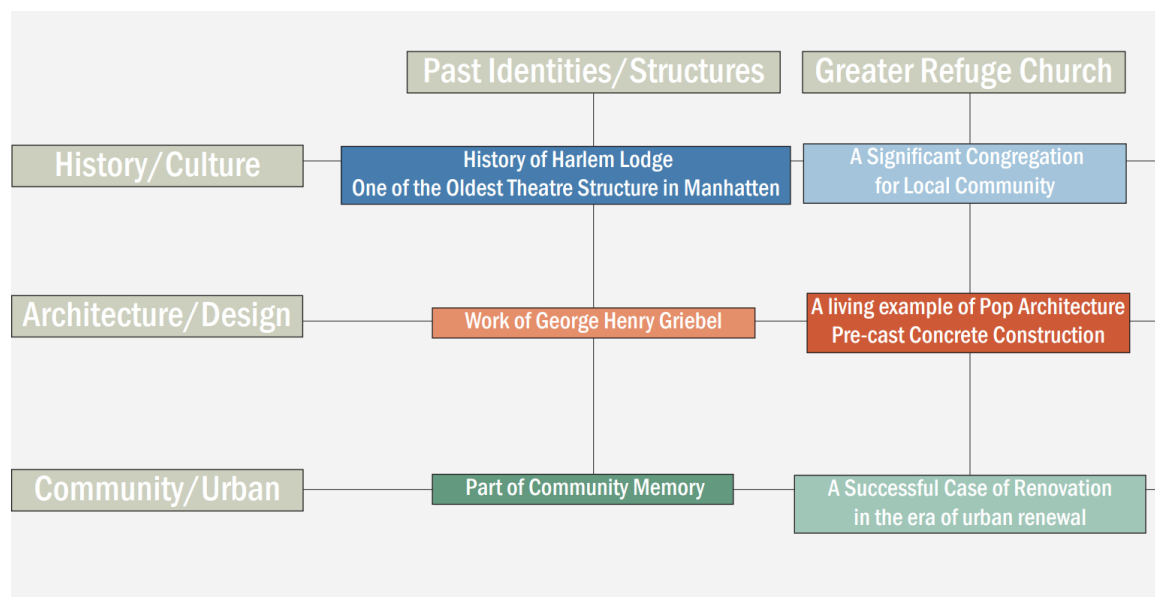 Past Identities/Structures
Greater Refuge Church
History/Culture
History of Harlem Lodge
One of the Oldest Theatre Structure in Manhatten
A Significant Congregation
for Local Community
Architecture/Design
Work of George Henry Griebel
A living example of Pop Architecture
Pre-cast Concrete Construction
Community/Urban
Part of Community Memory
A Successful Case of Renovation
in the era of urban renewal